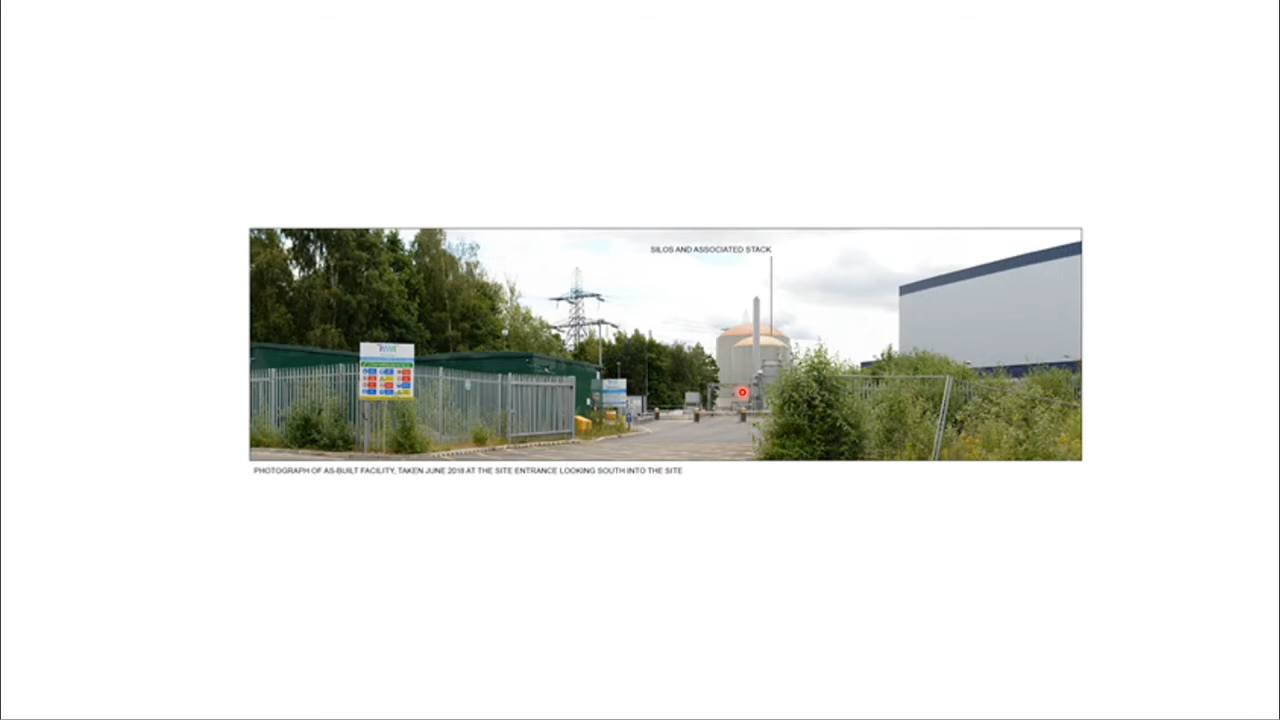 SILOS AND ASSOCIATED STACK
PHOTOGRAPH OF AS-BUILT FACILITY, TAKEN JUNE 2018 AT THE SITE ENTRANCE LOOKING SOUTH INTO THE SITE